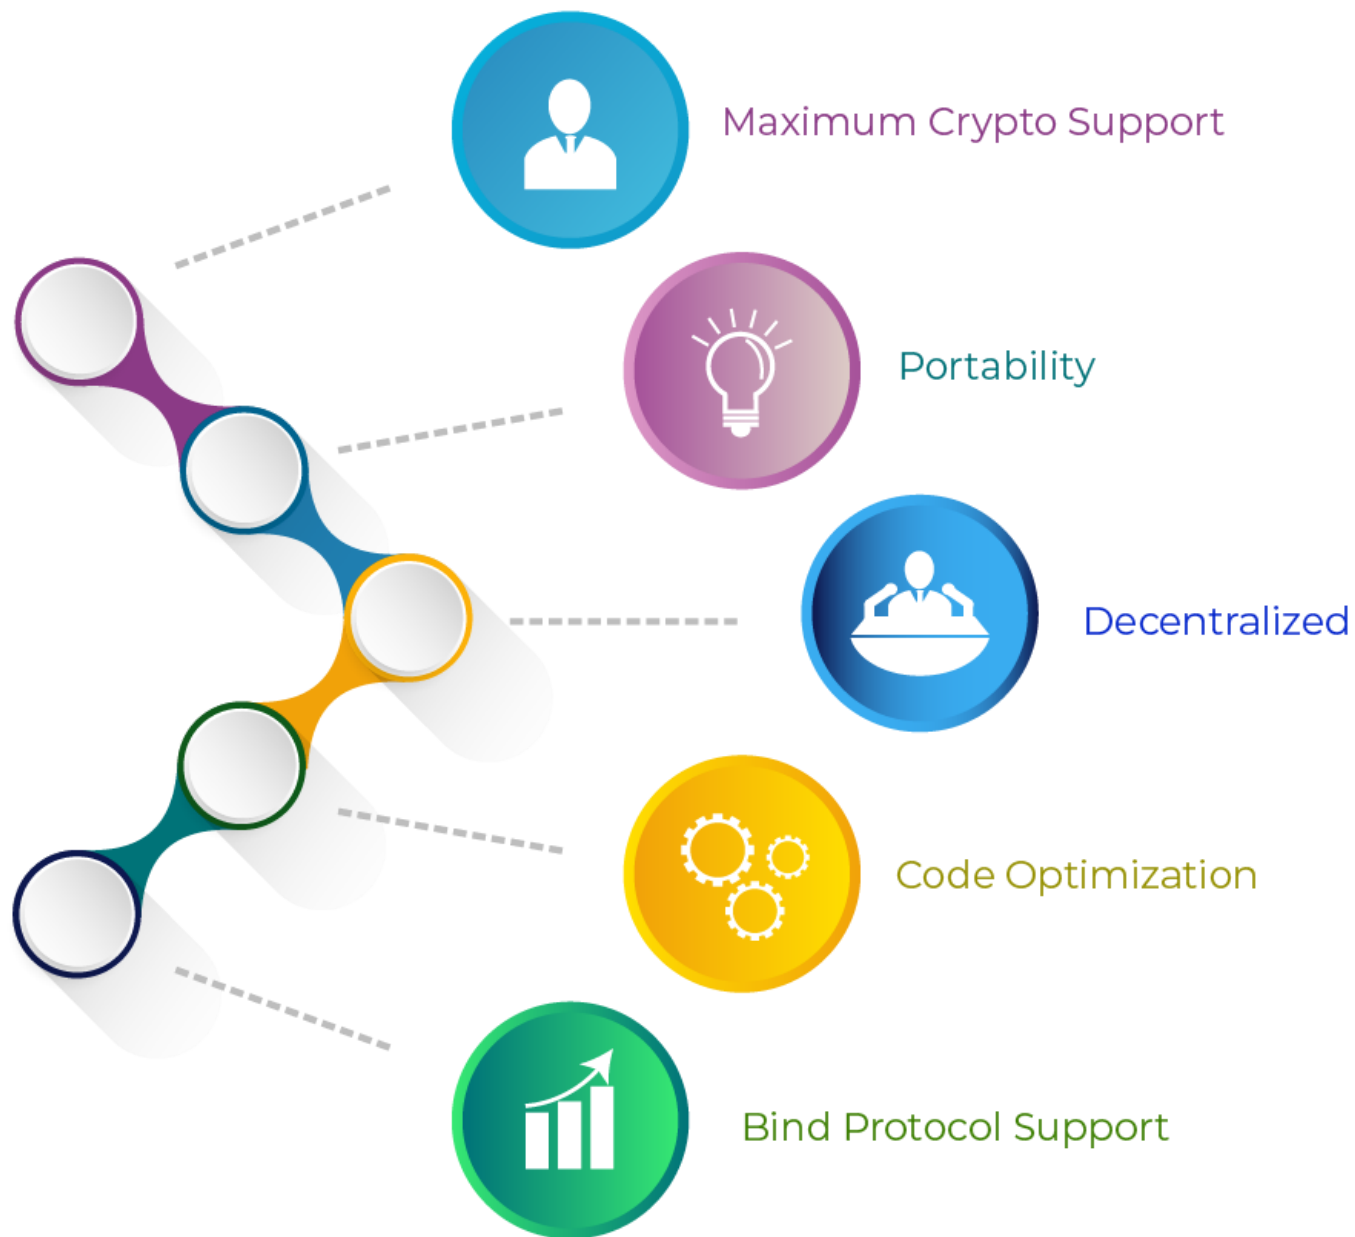 Maximum Crypto Support
Portability
Decentralized
Code Optimization
Bind Protocol Support